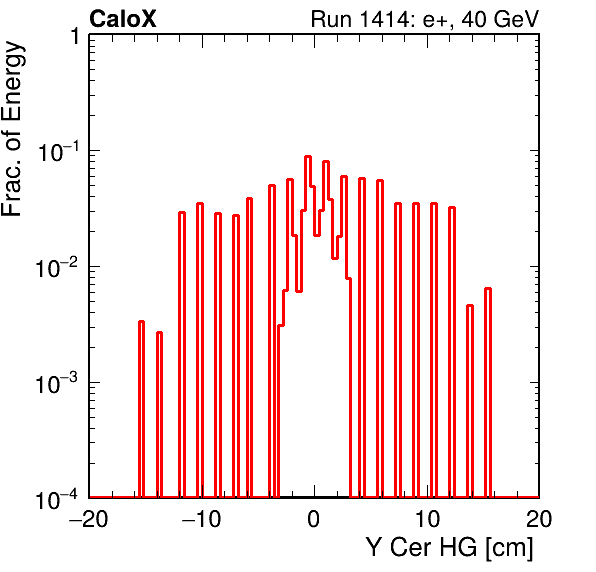 CaloX Run 1414: e+, 40 GeV
Frac. of Energy
1
10⁻¹
10⁻²
10⁻³
10⁻⁴
−20 −10 0 10 20
Y Cer HG [cm]